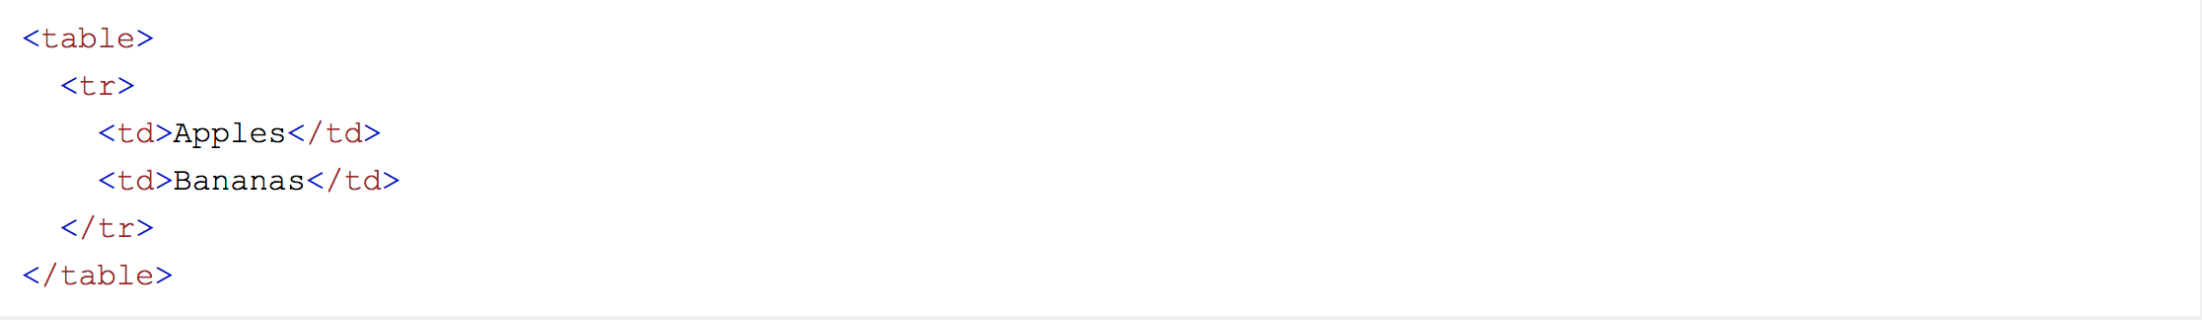 <table>
  <tr>
    <td>Apples</td>
    <td>Bananas</td>
  </tr>
</table>